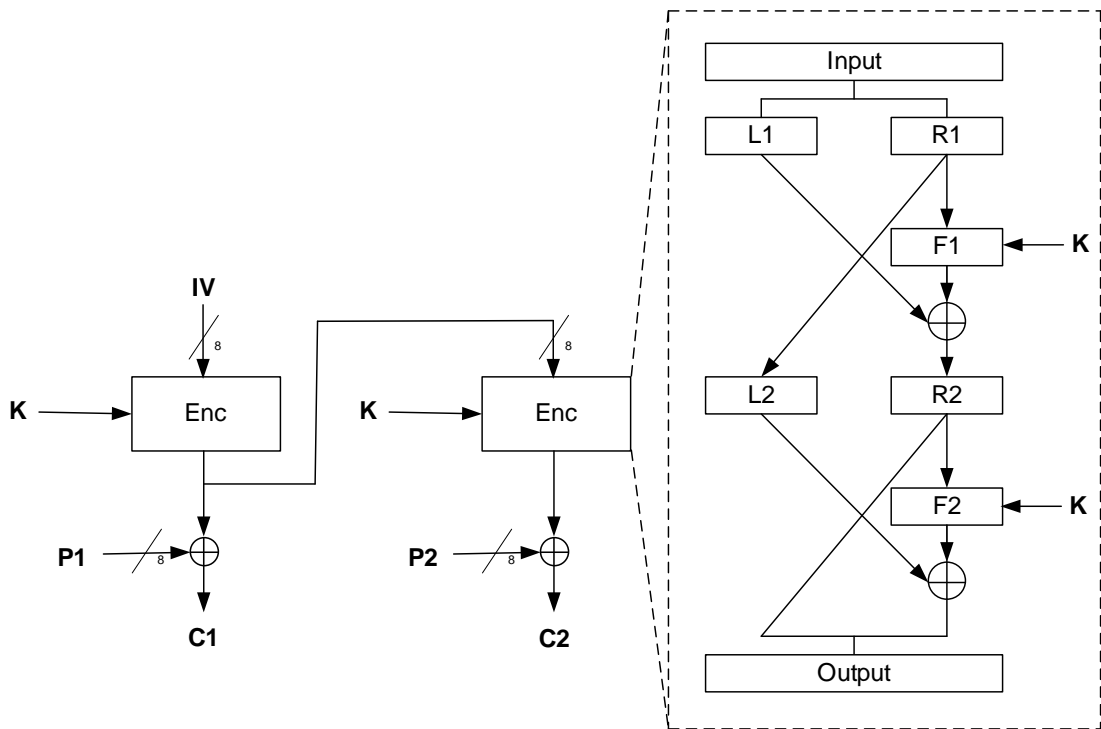 Input
L1 R1
F1 K
IV
8 8
L2 R2
K Enc K Enc
F2 K
P1 8 P2 8
C1 C2
Output